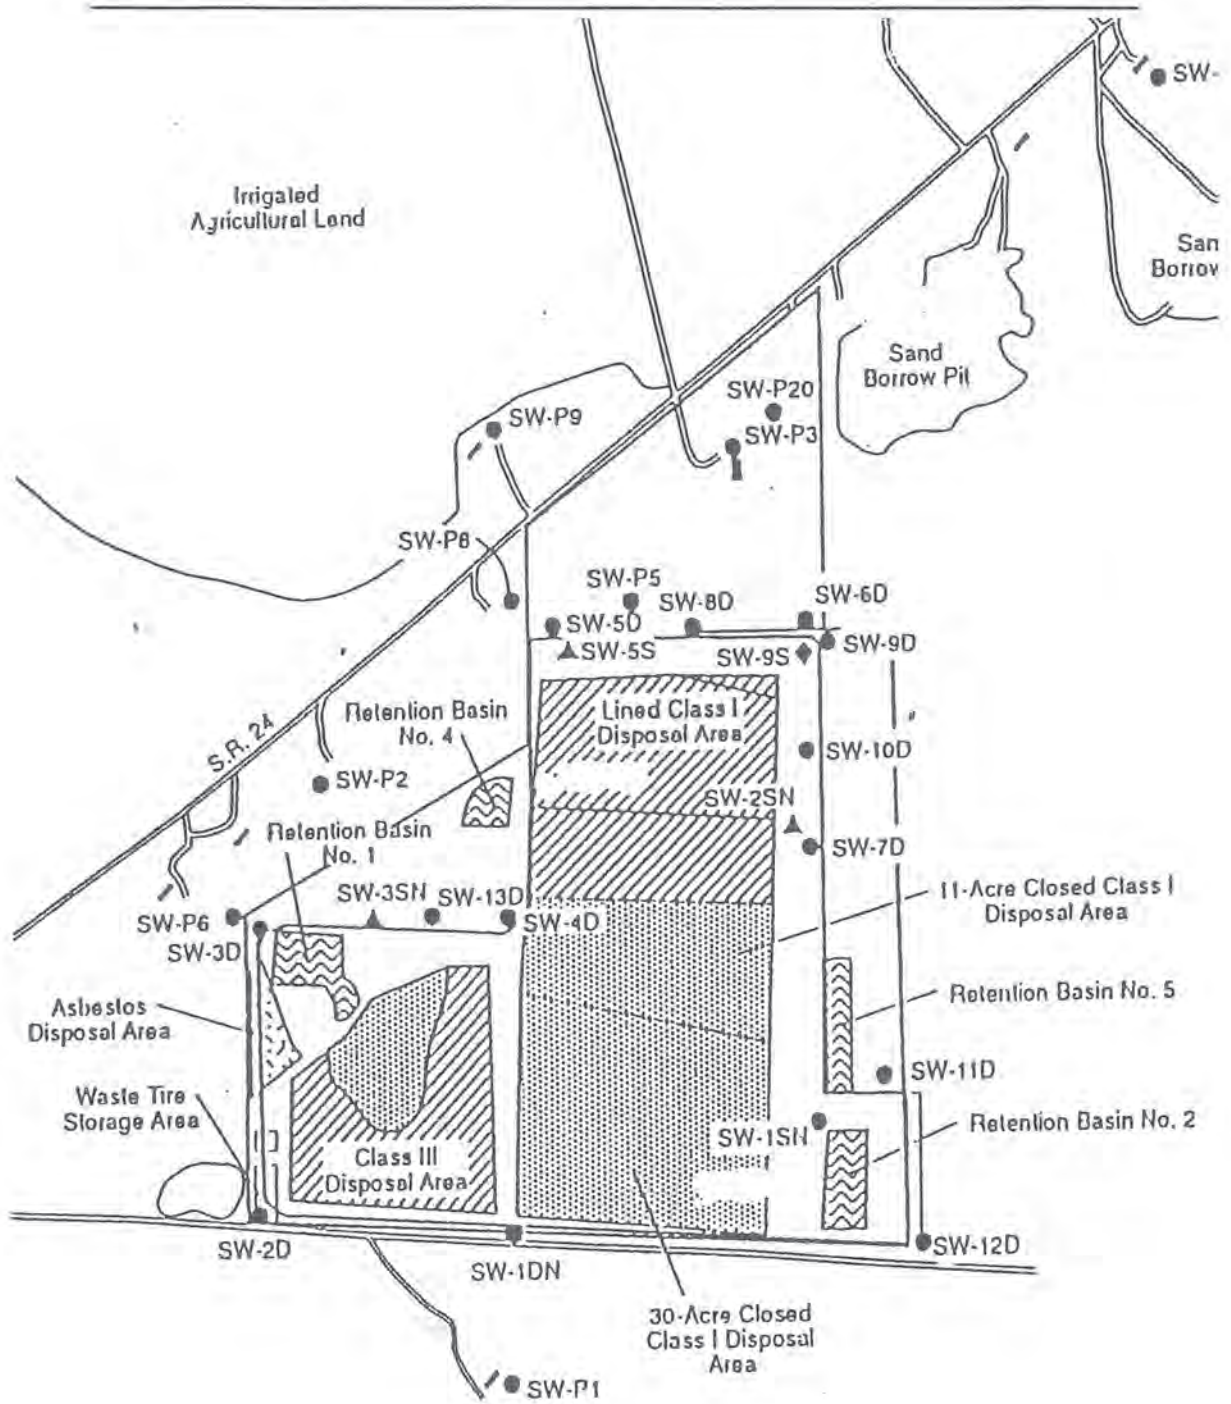 SW-
Irrigated
Agricultural Land
San
Borrow
Sand
Borrow Pit
SW-P20
SW-P9
SW-P3
SW-P8
SW-P5
SW-8D
SW-6D
SW-5D
SW-9D
SW-5S
SW-9S
Retention Basin
No. 4
Lined Class I
Disposal Area
S.R. 24
SW-10D
SW-P2
SW-2SN
Retention Basin
No. 1
SW-7D
11-Acre Closed Class I
Disposal Area
SW-3SN
SW-13D
SW-P6
SW-4D
SW-3D
Retention Basin No. 5
Asbestos
Disposal Area
SW-11D
Waste Tire
Storage Area
Retention Basin No. 2
SW-1SN
Class III
Disposal Area
SW-2D
SW-12D
SW-1DN
30-Acre Closed
Class I Disposal
Area
SW-P1